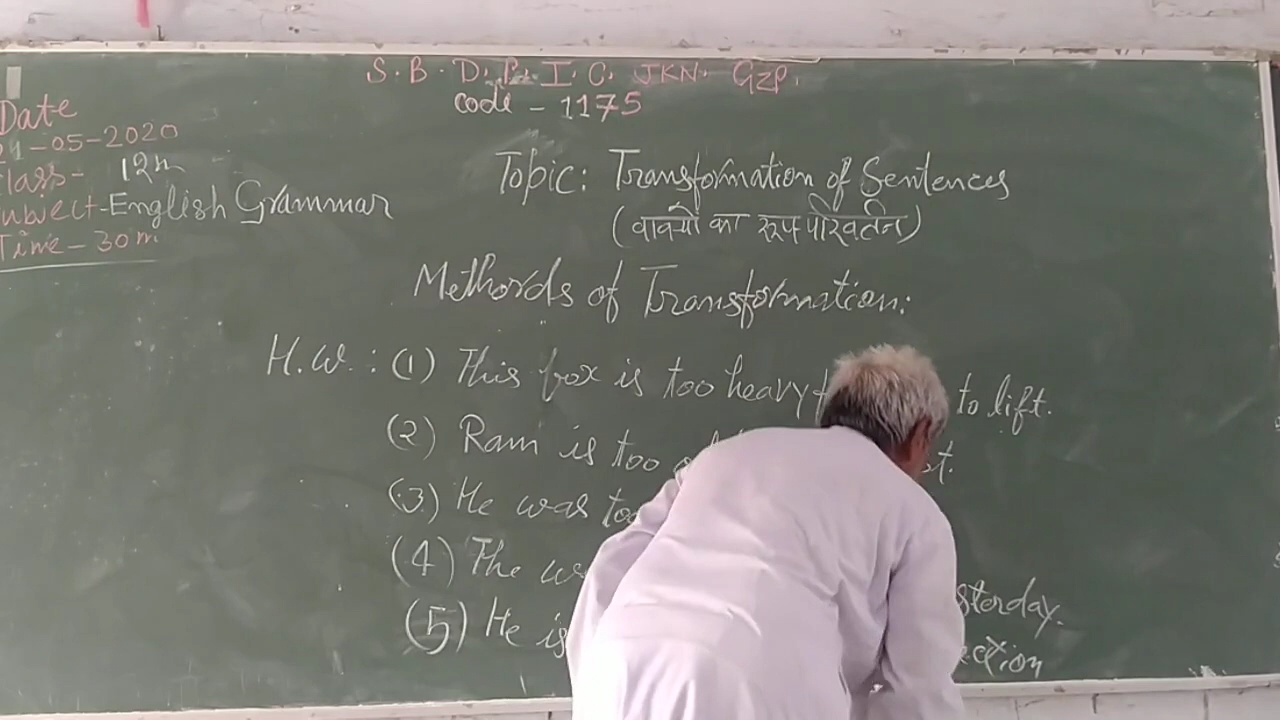 S. B. D. P. I. C. JKN. GZP.
code - 1175
Date
-05-2020
Class- 12th
Subject-English Grammar
Time - 30m
Topic: Transformation of Sentences
(वाक्यों का रूप परिवर्तन)
Methords of Transformation:
H.W.: (1) This box is too heavy to lift.
(2) Ram is too
(3) He was too
(4) The
(5) He is